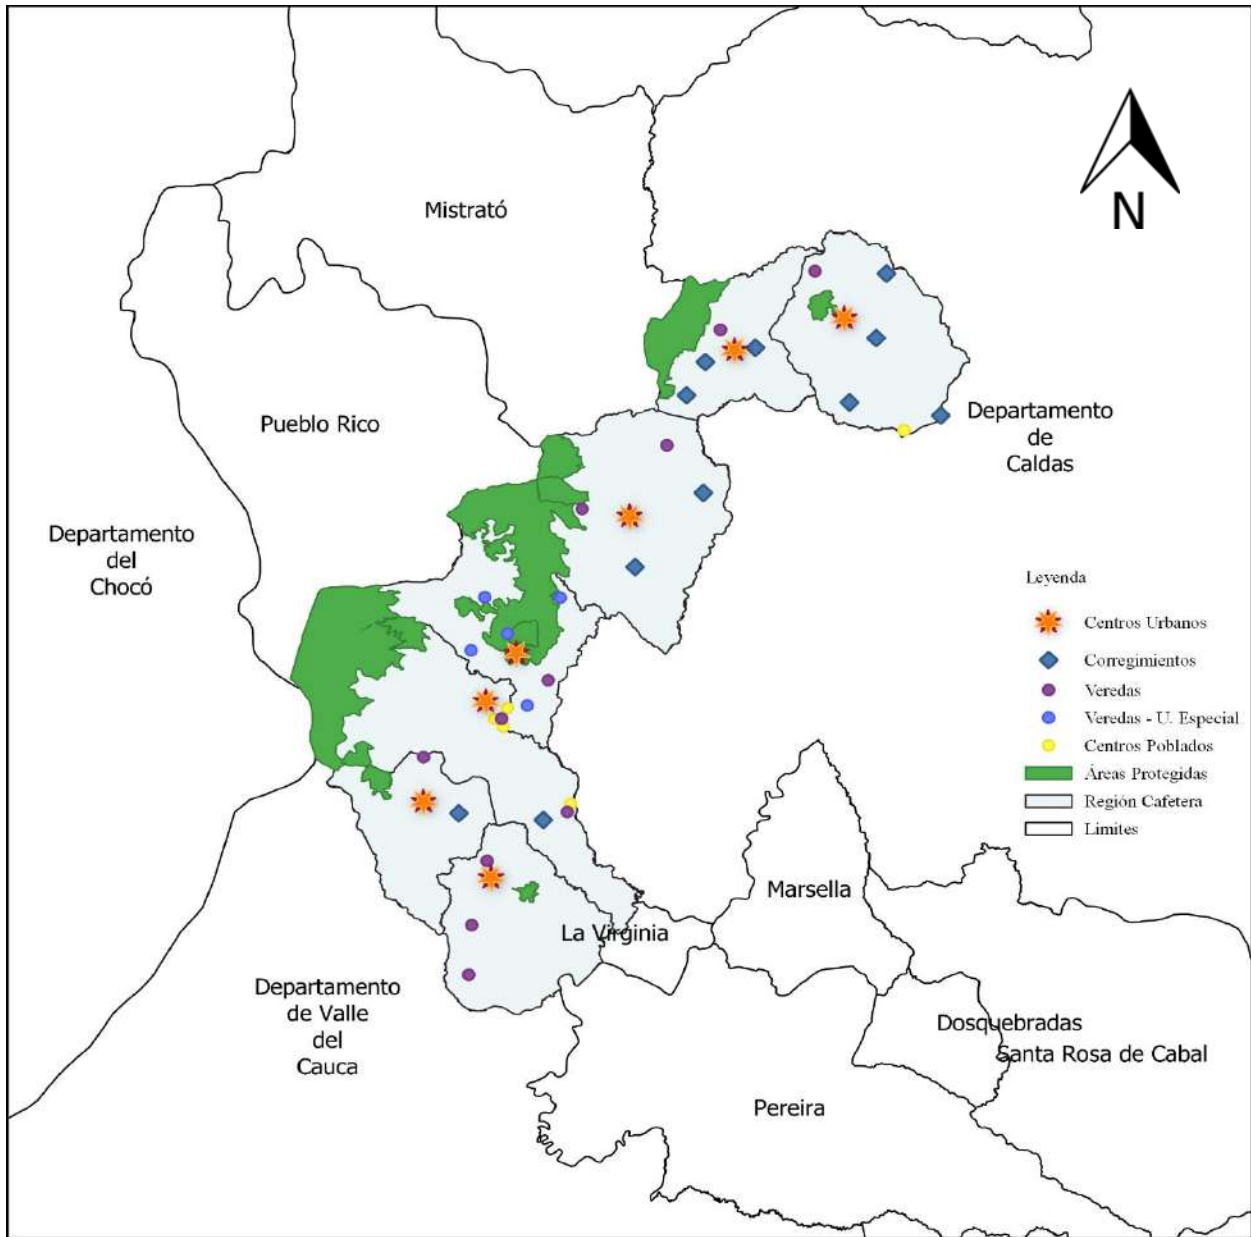 N
Mistrató
Pueblo Rico
Departamento
de
Caldas
Departamento
del
Chocó
Leyenda
Centros Urbanos
Corregimientos
Veredas
Veredas - U. Especial
Centros Poblados
Áreas Protegidas
Región Cafetera
Limites
Marsella
La Virginia
Departamento
de Valle
del
Cauca
Dosquebradas
Santa Rosa de Cabal
Pereira